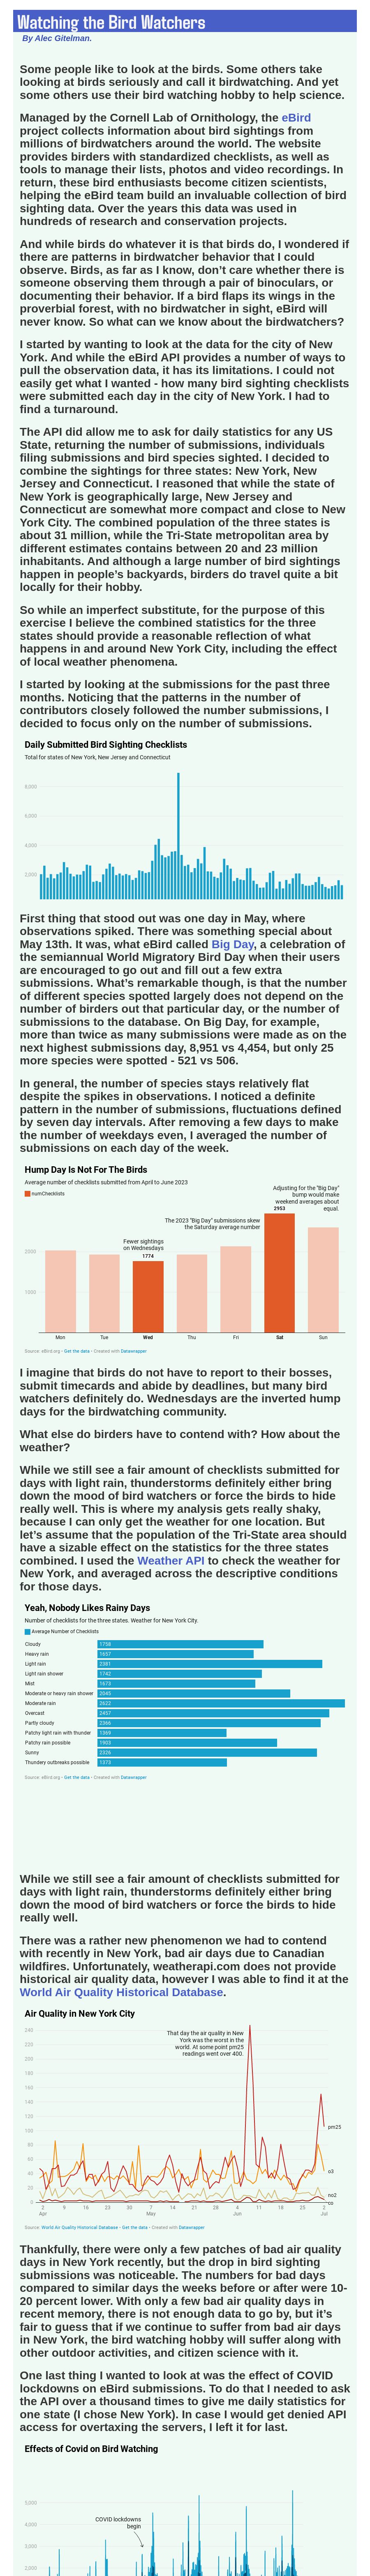 Watching the Bird Watchers
By Alec Gitelman.
Some people like to look at the birds. Some others take
looking at birds seriously and call it birdwatching. And yet
some others use their bird watching hobby to help science.
Managed by the Cornell Lab of Ornithology, the eBird
project collects information about bird sightings from
millions of birdwatchers around the world. The website
provides birders with standardized checklists, as well as
tools to manage their lists, photos and video recordings. In
return, these bird enthusiasts become citizen scientists,
helping the eBird team build an invaluable collection of bird
sighting data. Over the years this data was used in
hundreds of research and conservation projects.
And while birds do whatever it is that birds do, I wondered if
there are patterns in birdwatcher behavior that I could
observe. Birds, as far as I know, don’t care whether there is
someone observing them through a pair of binoculars, or
documenting their behavior. If a bird flaps its wings in the
proverbial forest, with no birdwatcher in sight, eBird will
never know. So what can we know about the birdwatchers?
I started by wanting to look at the data for the city of New
York. And while the eBird API provides a number of ways to
pull the observation data, it has its limitations. I could not
easily get what I wanted - how many bird sighting checklists
were submitted each day in the city of New York. I had to
find a turnaround.
The API did allow me to ask for daily statistics for any US
State, returning the number of submissions, individuals
filing submissions and bird species sighted. I decided to
combine the sightings for three states: New York, New
Jersey and Connecticut. I reasoned that while the state of
New York is geographically large, New Jersey and
Connecticut are somewhat more compact and close to New
York City. The combined population of the three states is
about 31 million, while the Tri-State metropolitan area by
different estimates contains between 20 and 23 million
inhabitants. And although a large number of bird sightings
happen in people’s backyards, birders do travel quite a bit
locally for their hobby.
So while an imperfect substitute, for the purpose of this
exercise I believe the combined statistics for the three
states should provide a reasonable reflection of what
happens in and around New York City, including the effect
of local weather phenomena.
I started by looking at the submissions for the past three
months. Noticing that the patterns in the number of
contributors closely followed the number submissions, I
decided to focus only on the number of submissions.
Daily Submitted Bird Sighting Checklists
Total for states of New York, New Jersey and Connecticut
8,000
6,000
4,000
2,000
First thing that stood out was one day in May, where
observations spiked. There was something special about
May 13th. It was, what eBird called Big Day, a celebration of
the semiannual World Migratory Bird Day when their users
are encouraged to go out and fill out a few extra
submissions. What’s remarkable though, is that the number
of different species spotted largely does not depend on the
number of birders out that particular day, or the number of
submissions to the database. On Big Day, for example,
more than twice as many submissions were made as on the
next highest submissions day, 8,951 vs 4,454, but only 25
more species were spotted - 521 vs 506.
In general, the number of species stays relatively flat
despite the spikes in observations. I noticed a definite
pattern in the number of submissions, fluctuations defined
by seven day intervals. After removing a few days to make
the number of weekdays even, I averaged the number of
submissions on each day of the week.
Hump Day Is Not For The Birds
Average number of checklists submitted from April to June 2023
numChecklists
Adjusting for the "Big Day"
bump would make
weekend averages about
equal.
2953
The 2023 "Big Day" submissions skew
the Saturday average number
Fewer sightings
on Wednesdays
1774
2000
1000
Mon Tue Wed Thu Fri Sat Sun
Source: eBird.org • Get the data • Created with Datawrapper
I imagine that birds do not have to report to their bosses,
submit timecards and abide by deadlines, but many bird
watchers definitely do. Wednesdays are the inverted hump
days for the birdwatching community.
What else do birders have to contend with? How about the
weather?
While we still see a fair amount of checklists submitted for
days with light rain, thunderstorms definitely either bring
down the mood of bird watchers or force the birds to hide
really well. This is where my analysis gets really shaky,
because I can only get the weather for one location. But
let’s assume that the population of the Tri-State area should
have a sizable effect on the statistics for the three states
combined. I used the Weather API to check the weather for
New York, and averaged across the descriptive conditions
for those days.
Yeah, Nobody Likes Rainy Days
Number of checklists for the three states. Weather for New York City.
Average Number of Checklists
Cloudy 1758
Heavy rain 1657
Light rain 2381
Light rain shower 1742
Mist 1673
Moderate or heavy rain shower 2045
Moderate rain 2622
Overcast 2457
Partly cloudy 2366
Patchy light rain with thunder 1369
Patchy rain possible 1903
Sunny 2326
Thundery outbreaks possible 1373
Source: eBird.org • Get the data • Created with Datawrapper
While we still see a fair amount of checklists submitted for
days with light rain, thunderstorms definitely either bring
down the mood of bird watchers or force the birds to hide
really well.
There was a rather new phenomenon we had to contend
with recently in New York, bad air days due to Canadian
wildfires. Unfortunately, weatherapi.com does not provide
historical air quality data, however I was able to find it at the
World Air Quality Historical Database.
Air Quality in New York City
That day the air quality in New
York was the worst in the
world. At some point pm25
readings went over 400.
240
220
200
180
160
140
120
100
80
60
40
20
0
pm25
o3
no2
co
2 9 16 23 30 7 14 21 28 4 11 18 25 2
Apr May Jun Jul
Source: World Air Quality Historical Database • Get the data • Created with Datawrapper
Thankfully, there were only a few patches of bad air quality
days in New York recently, but the drop in bird sighting
submissions was noticeable. The numbers for bad days
compared to similar days the weeks before or after were 10-
20 percent lower. With only a few bad air quality days in
recent memory, there is not enough data to go by, but it’s
fair to guess that if we continue to suffer from bad air days
in New York, the bird watching hobby will suffer along with
other outdoor activities, and citizen science with it.
One last thing I wanted to look at was the effect of COVID
lockdowns on eBird submissions. To do that I needed to ask
the API over a thousand times to give me daily statistics for
one state (I chose New York). In case I would get denied API
access for overtaxing the servers, I left it for last.
Effects of Covid on Bird Watching
5,000
4,000
3,000
2,000
COVID lockdowns
begin